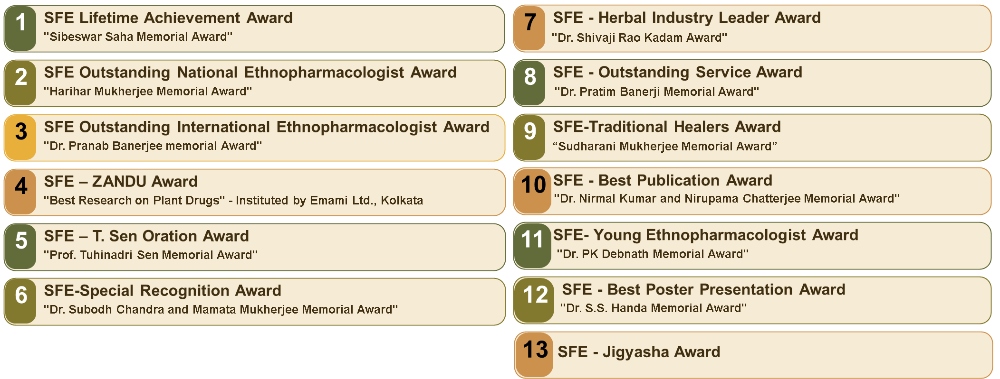 1
SFE Lifetime Achievement Award
"Sibeswar Saha Memorial Award"
2
SFE Outstanding National Ethnopharmacologist Award
"Harihar Mukherjee Memorial Award"
3
SFE Outstanding International Ethnopharmacologist Award
"Dr. Pranab Banerjee memorial Award"
4
SFE – ZANDU Award
"Best Research on Plant Drugs" - Instituted by Emami Ltd., Kolkata
5
SFE – T. Sen Oration Award
"Prof. Tuhinadri Sen Memorial Award"
6
SFE-Special Recognition Award
"Dr. Subodh Chandra and Mamata Mukherjee Memorial Award"
7
SFE - Herbal Industry Leader Award
"Dr. Shivaji Rao Kadam Award"
8
SFE - Outstanding Service Award
"Dr. Pratim Banerji Memorial Award"
9
SFE-Traditional Healers Award
“Sudharani Mukherjee Memorial Award”
10
SFE - Best Publication Award
"Dr. Nirmal Kumar and Nirupama Chatterjee Memorial Award"
11
SFE- Young Ethnopharmacologist Award
"Dr. PK Debnath Memorial Award"
12
SFE - Best Poster Presentation Award
"Dr. S.S. Handa Memorial Award"
13
SFE - Jigyasha Award